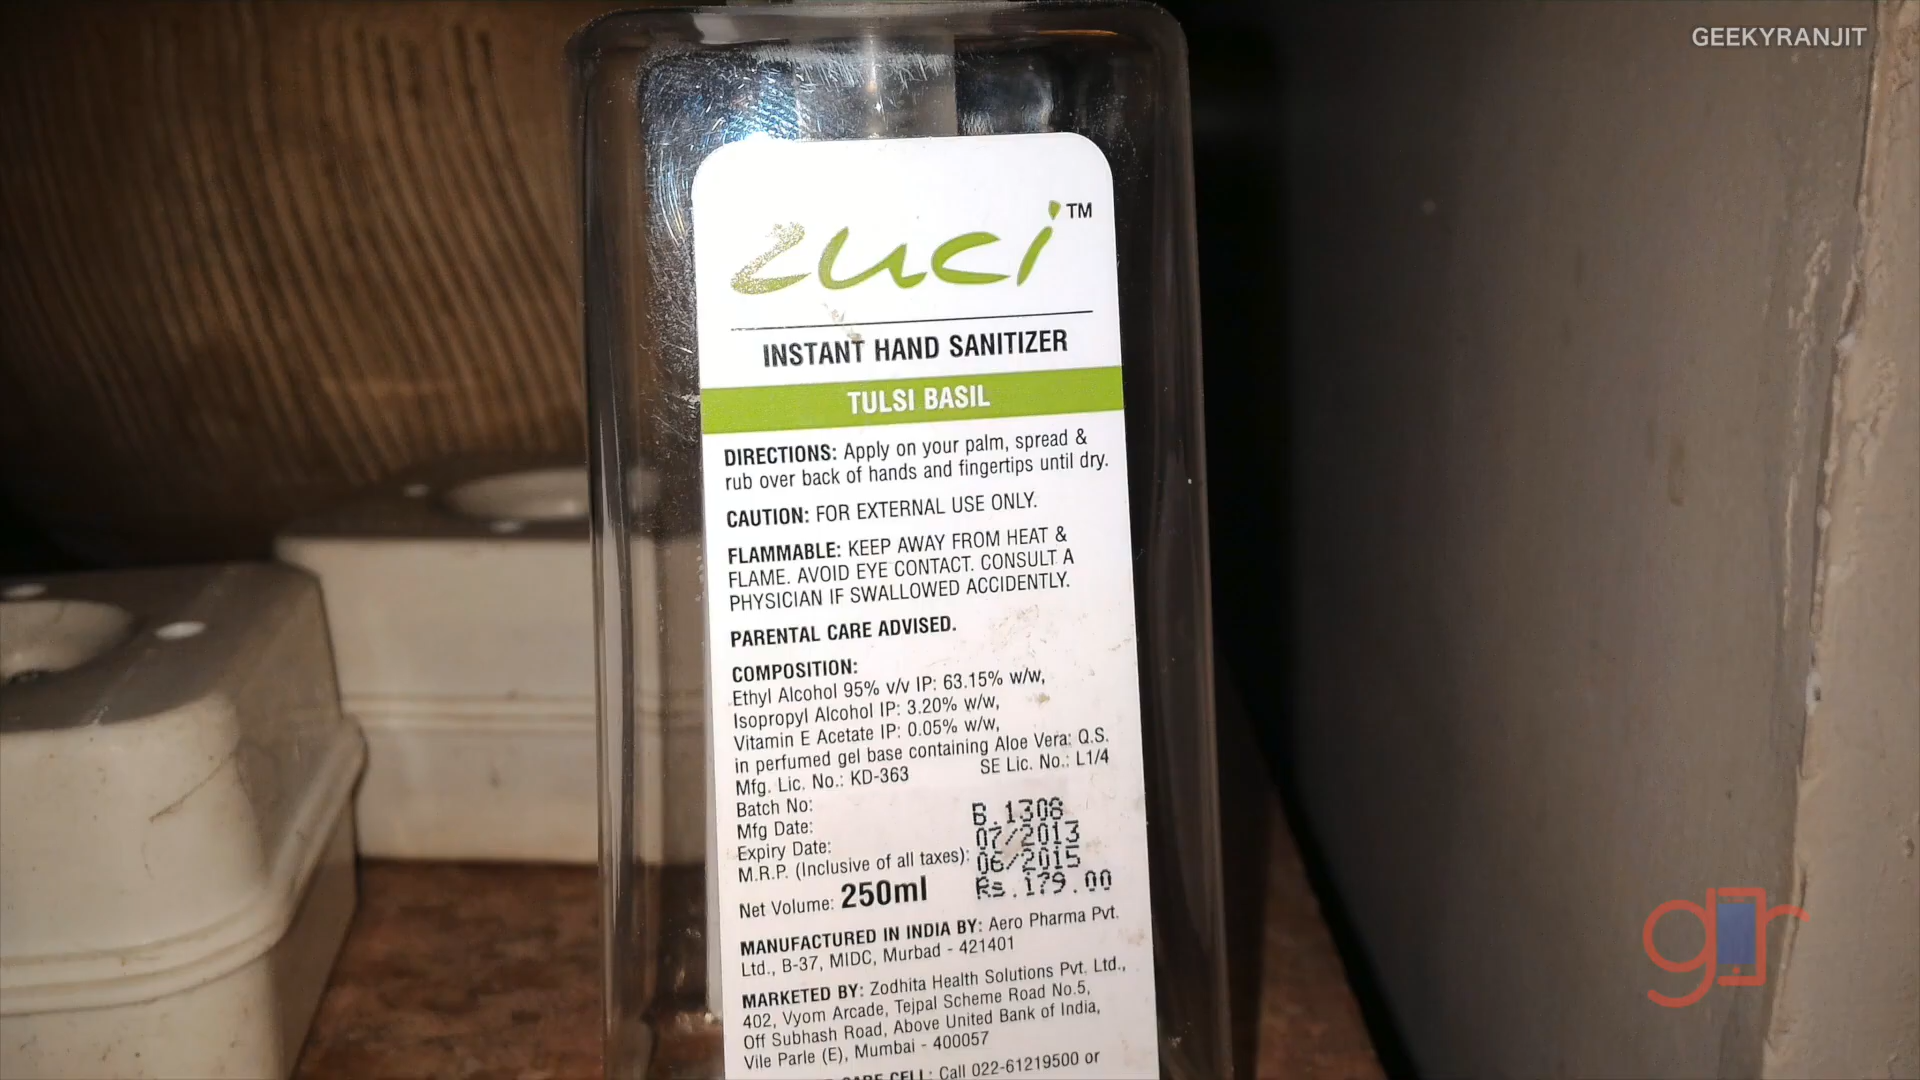 GEEKYRANJIT
zuci™
INSTANT HAND SANITIZER
TULSI BASIL
DIRECTIONS: Apply on your palm, spread &
rub over back of hands and fingertips until dry.
CAUTION: FOR EXTERNAL USE ONLY.
FLAMMABLE: KEEP AWAY FROM HEAT &
FLAME. AVOID EYE CONTACT. CONSULT A
PHYSICIAN IF SWALLOWED ACCIDENTLY.
PARENTAL CARE ADVISED.
COMPOSITION:
Ethyl Alcohol 95% v/v IP: 63.15% w/w,
Isopropyl Alcohol IP: 3.20% w/w,
Vitamin E Acetate IP: 0.05% w/w,
in perfumed gel base containing Aloe Vera: Q.S.
Mfg. Lic. No.: KD-363 SE Lic. No.: L1/4
Batch No: B.1308
Mfg Date: 07/2013
Expiry Date: 06/2015
M.R.P. (Inclusive of all taxes): Rs.179.00
Net Volume: 250ml
MANUFACTURED IN INDIA BY: Aero Pharma Pvt.
Ltd., B-37, MIDC, Murbad - 421401
MARKETED BY: Zodhita Health Solutions Pvt. Ltd.,
402, Vyom Arcade, Tejpal Scheme Road No.5,
Off Subhash Road, Above United Bank of India,
Vile Parle (E), Mumbai - 400057
CARE CELL: Call 022-61219500 or
gr